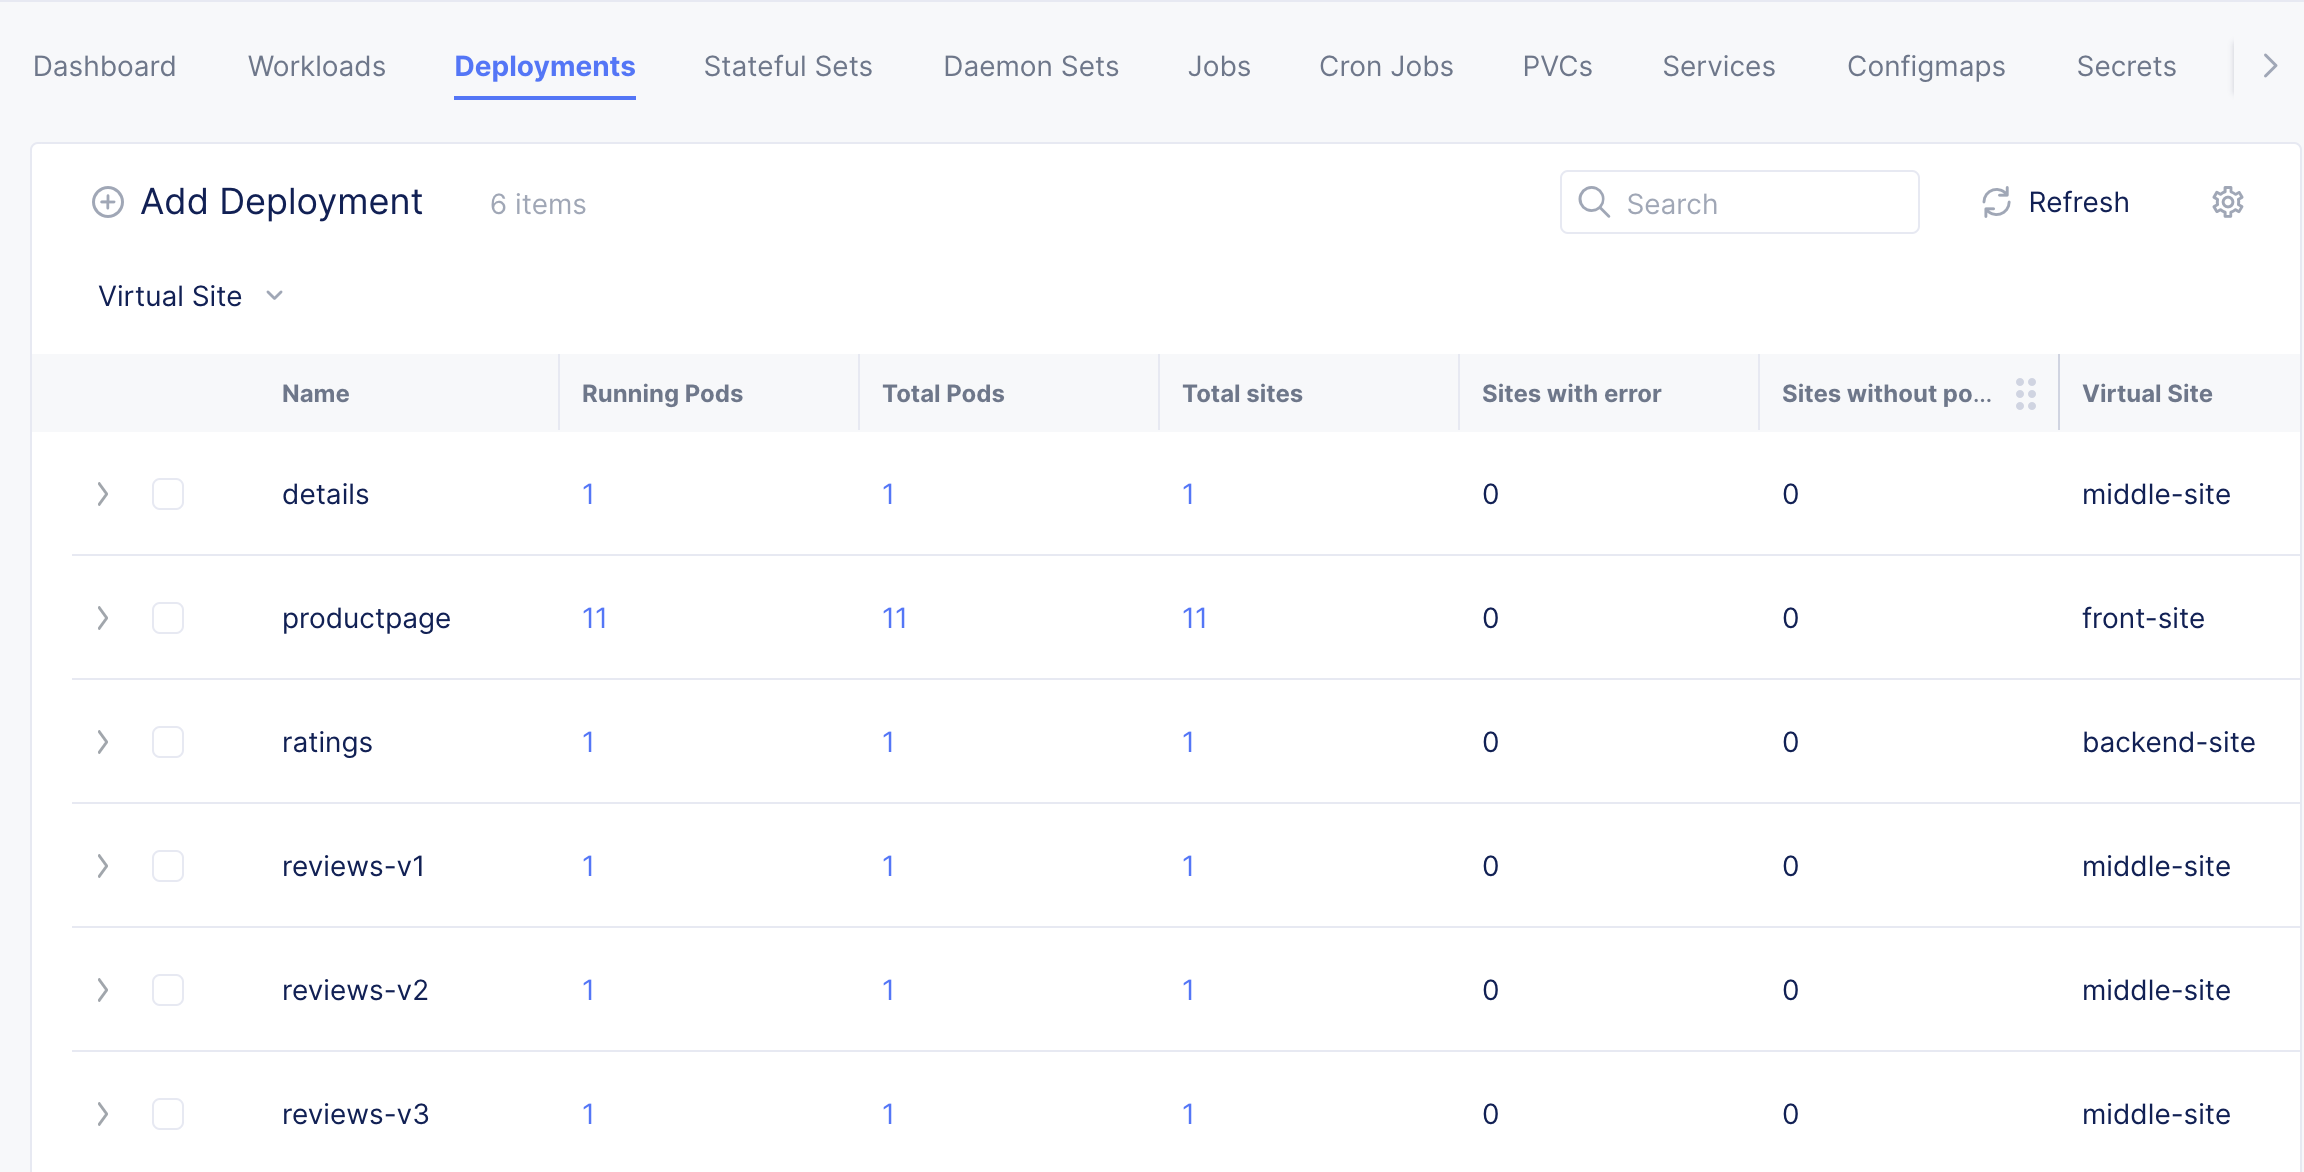 Dashboard Workloads Deployments Stateful Sets Daemon Sets Jobs Cron Jobs PVCs Services Configmaps Secrets
Add Deployment 6 items Search Refresh
Virtual Site
Name Running Pods Total Pods Total sites Sites with error Sites without po... Virtual Site
details 1 1 1 0 0 middle-site
productpage 11 11 11 0 0 front-site
ratings 1 1 1 0 0 backend-site
reviews-v1 1 1 1 0 0 middle-site
reviews-v2 1 1 1 0 0 middle-site
reviews-v3 1 1 1 0 0 middle-site